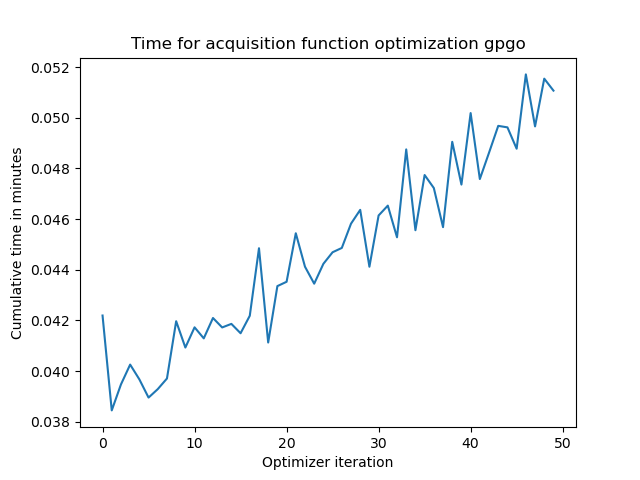 Time for acquisition function optimization gpgo
0.052
0.050
0.048
0.046
0.044
0.042
0.040
0.038
Cumulative time in minutes
0 10 20 30 40 50
Optimizer iteration